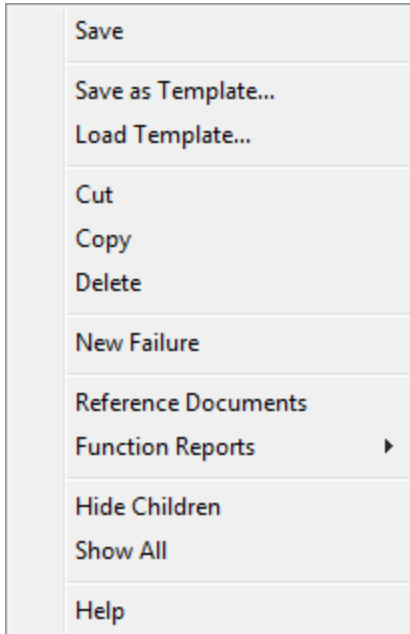 Save
Save as Template...
Load Template...
Cut
Copy
Delete
New Failure
Reference Documents
Function Reports
Hide Children
Show All
Help